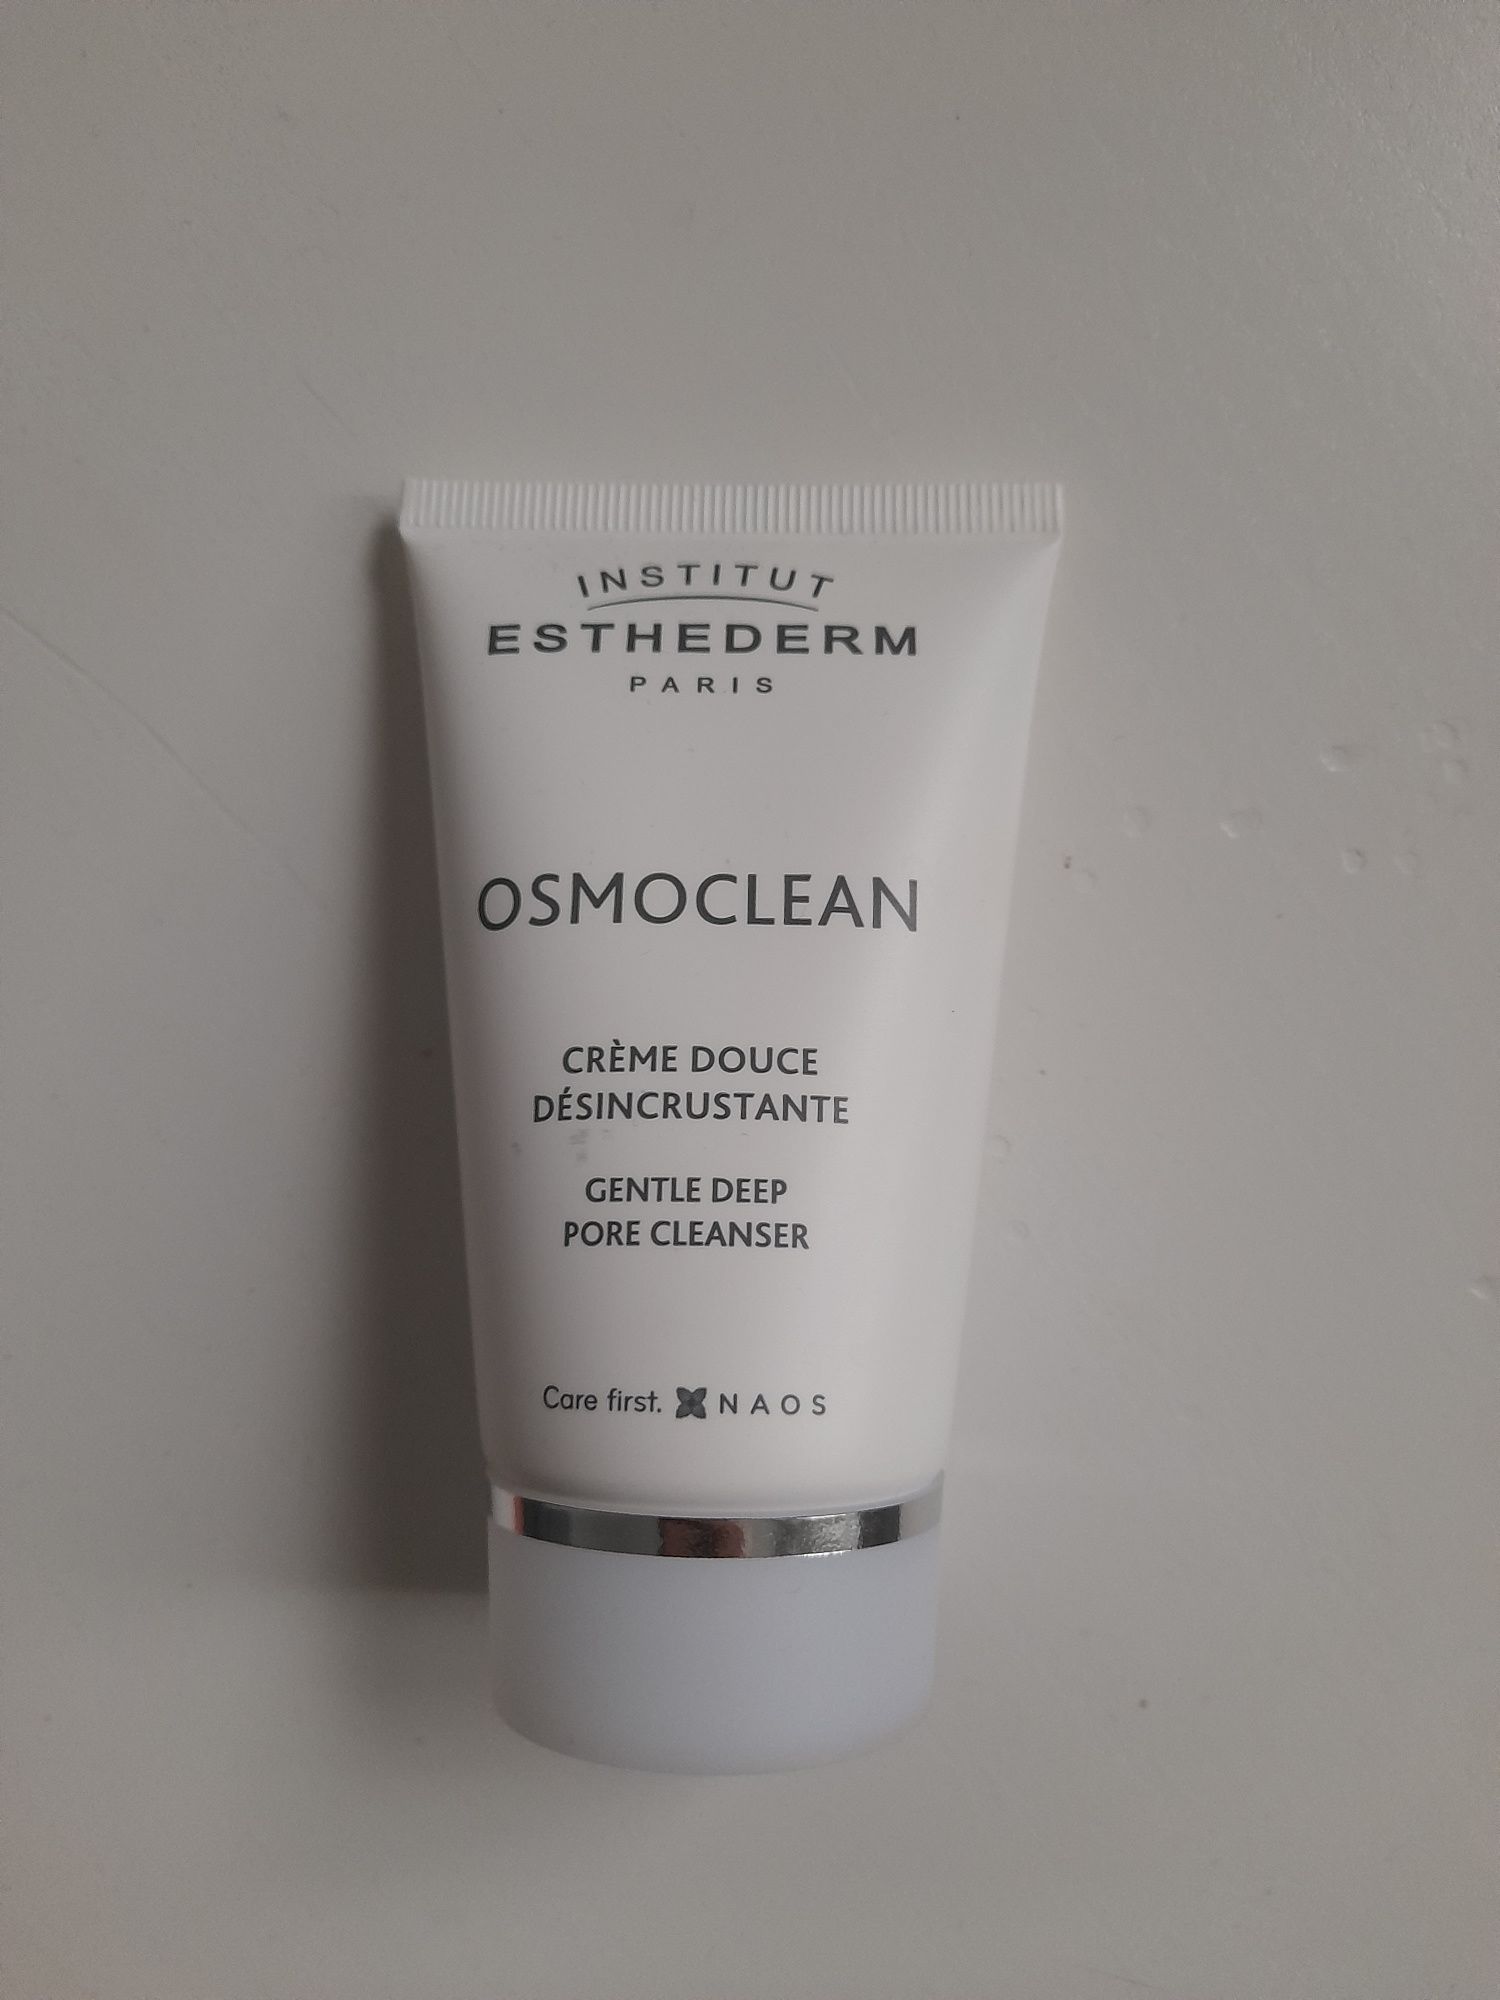 INSTITUT
ESTHEDERM
PARIS
OSMOCLEAN
CRÈME DOUCE
DÉSINCRUSTANTE
GENTLE DEEP
PORE CLEANSER
Care first. NAOS